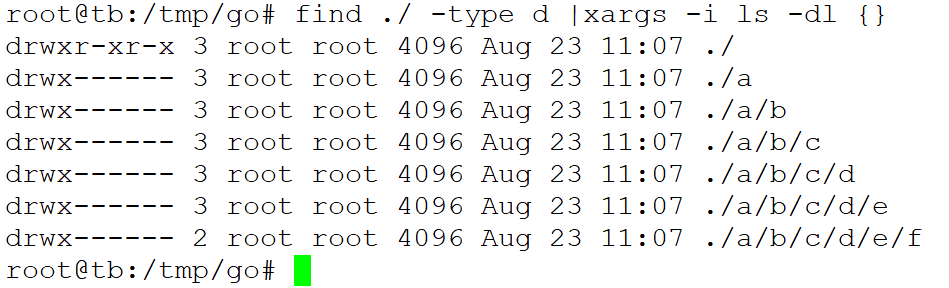 root@tb:/tmp/go# find ./ -type d |xargs -i ls -dl {}
drwxr-xr-x 3 root root 4096 Aug 23 11:07 ./
drwx------ 3 root root 4096 Aug 23 11:07 ./a
drwx------ 3 root root 4096 Aug 23 11:07 ./a/b
drwx------ 3 root root 4096 Aug 23 11:07 ./a/b/c
drwx------ 3 root root 4096 Aug 23 11:07 ./a/b/c/d
drwx------ 3 root root 4096 Aug 23 11:07 ./a/b/c/d/e
drwx------ 2 root root 4096 Aug 23 11:07 ./a/b/c/d/e/f
root@tb:/tmp/go#